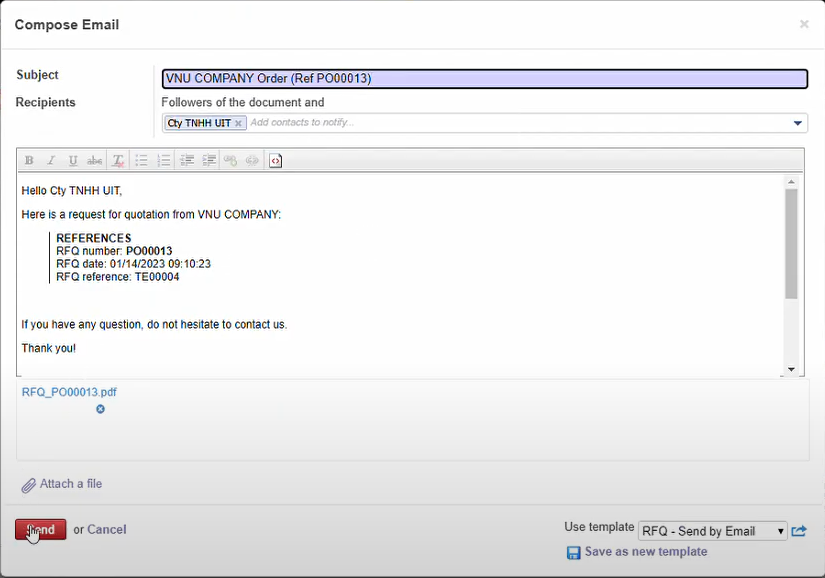 Compose Email
×
Subject
VNU COMPANY Order (Ref PO00013)
Recipients
Followers of the document and
Cty TNHH UIT × Add contacts to notify...
B I U abc T
Hello Cty TNHH UIT,
Here is a request for quotation from VNU COMPANY:
REFERENCES
RFQ number: PO00013
RFQ date: 01/14/2023 09:10:23
RFQ reference: TE00004
If you have any question, do not hesitate to contact us.
Thank you!
RFQ_PO00013.pdf
Attach a file
Send or Cancel
Use template RFQ - Send by Email
Save as new template